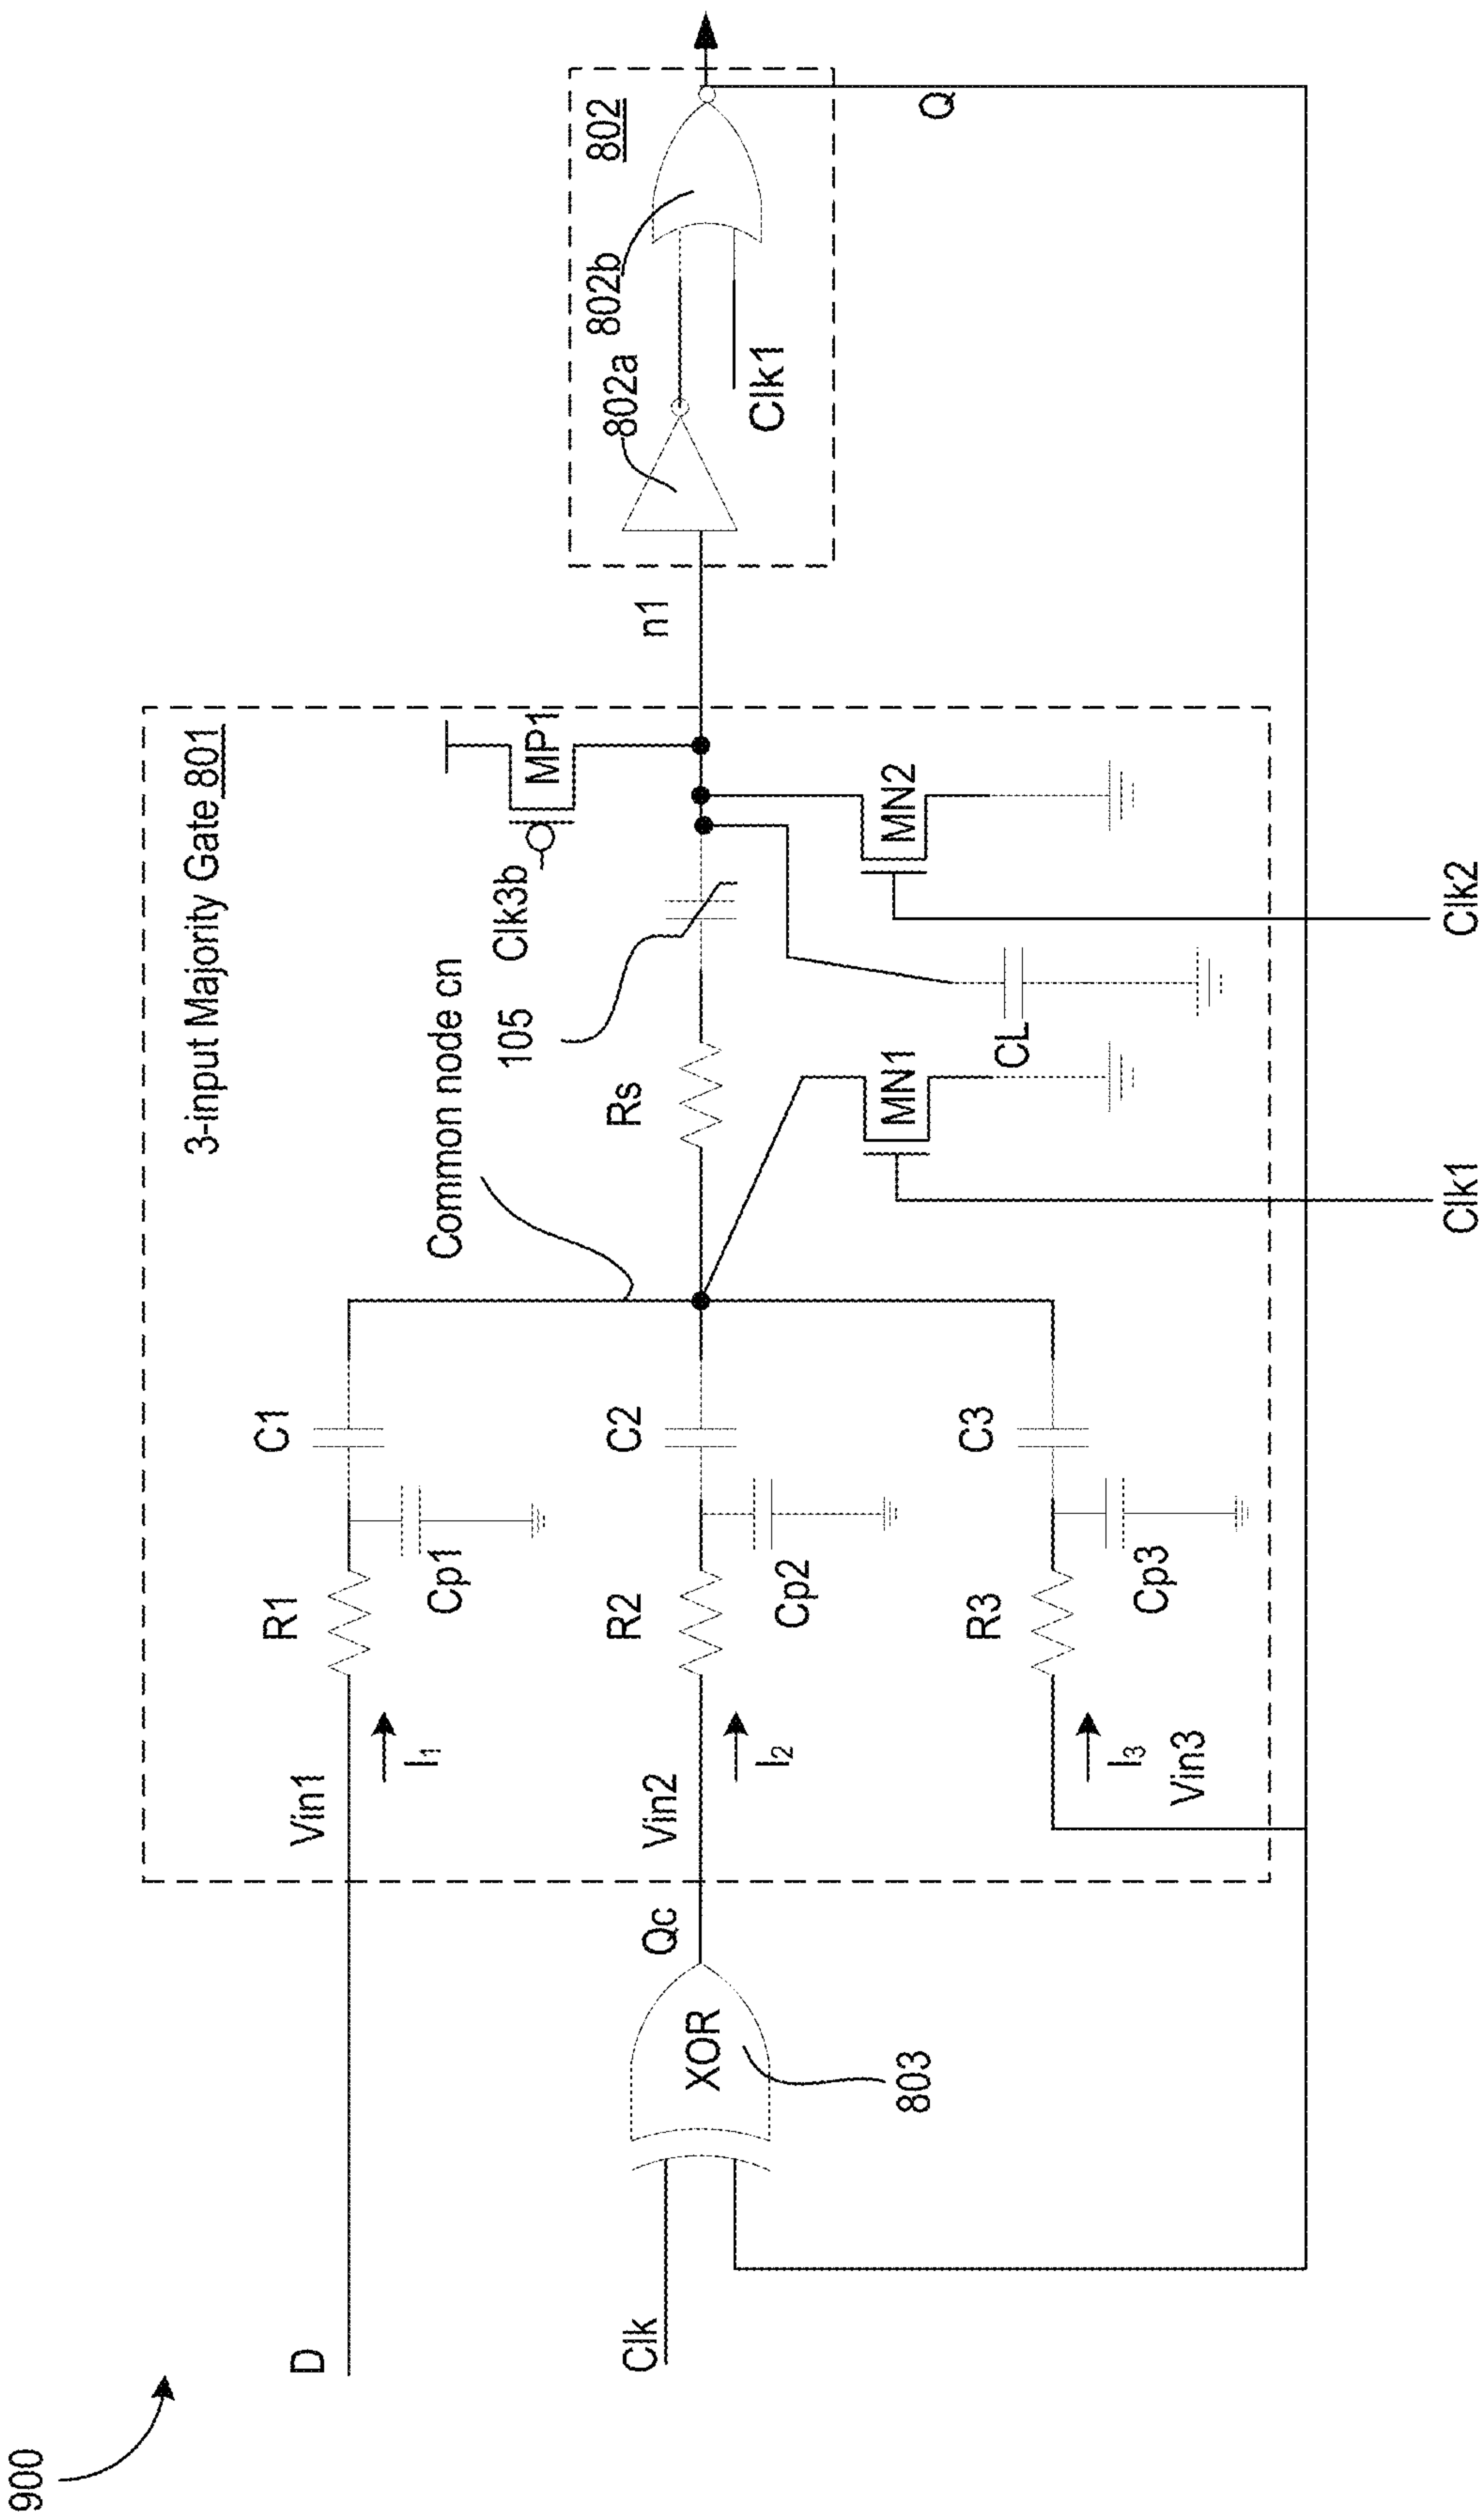 900
D
Clk
XOR
803
Qc
3-input Majority Gate 801
Vin1
I1
R1
Cp1
C1
Vin2
I2
R2
Cp2
C2
Vin3
I3
R3
Cp3
C3
Common node cn
Rs
105
Clk3b
MP1
MN1
CL
MN2
Clk1
Clk2
n1
802
802a
802b
Clk1
Q